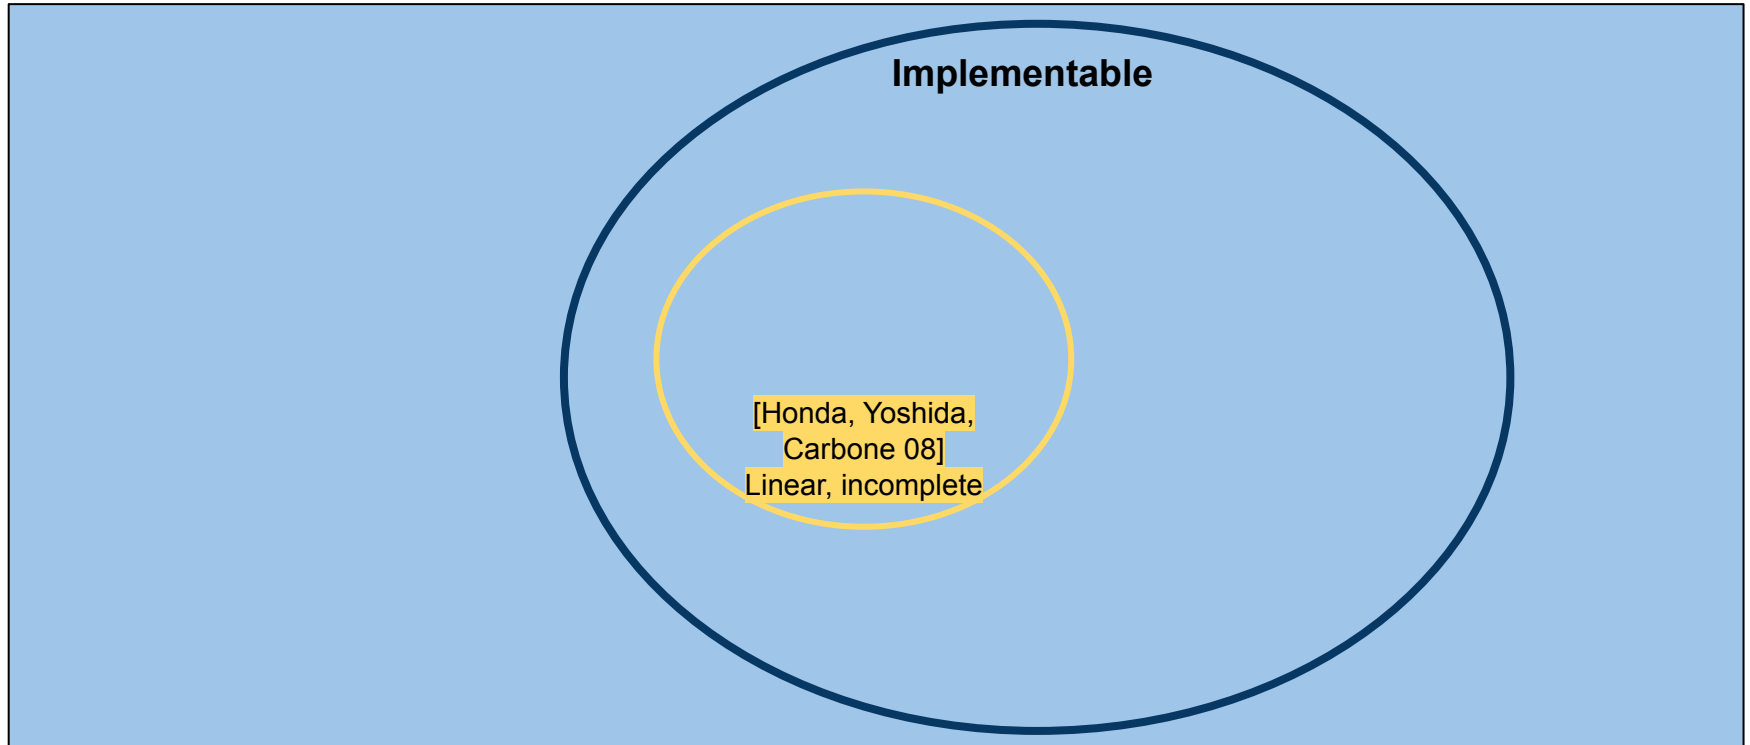 Implementable
[Honda, Yoshida,
Carbone 08]
Linear, incomplete